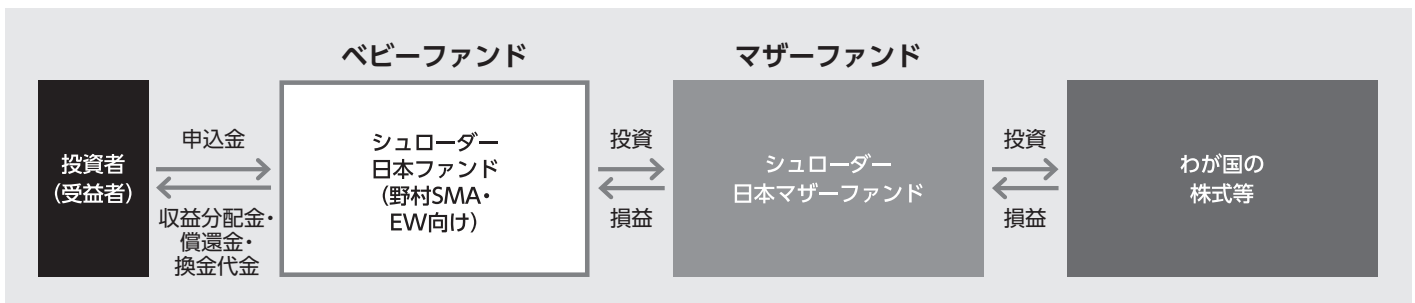 ベビーファンド
マザーファンド
投資者
(受益者)
申込金
収益分配金・
償還金・
換金代金
シュローダー
日本ファンド
(野村SMA・
EW向け)
投資
損益
シュローダー
日本マザーファンド
投資
損益
わが国の
株式等